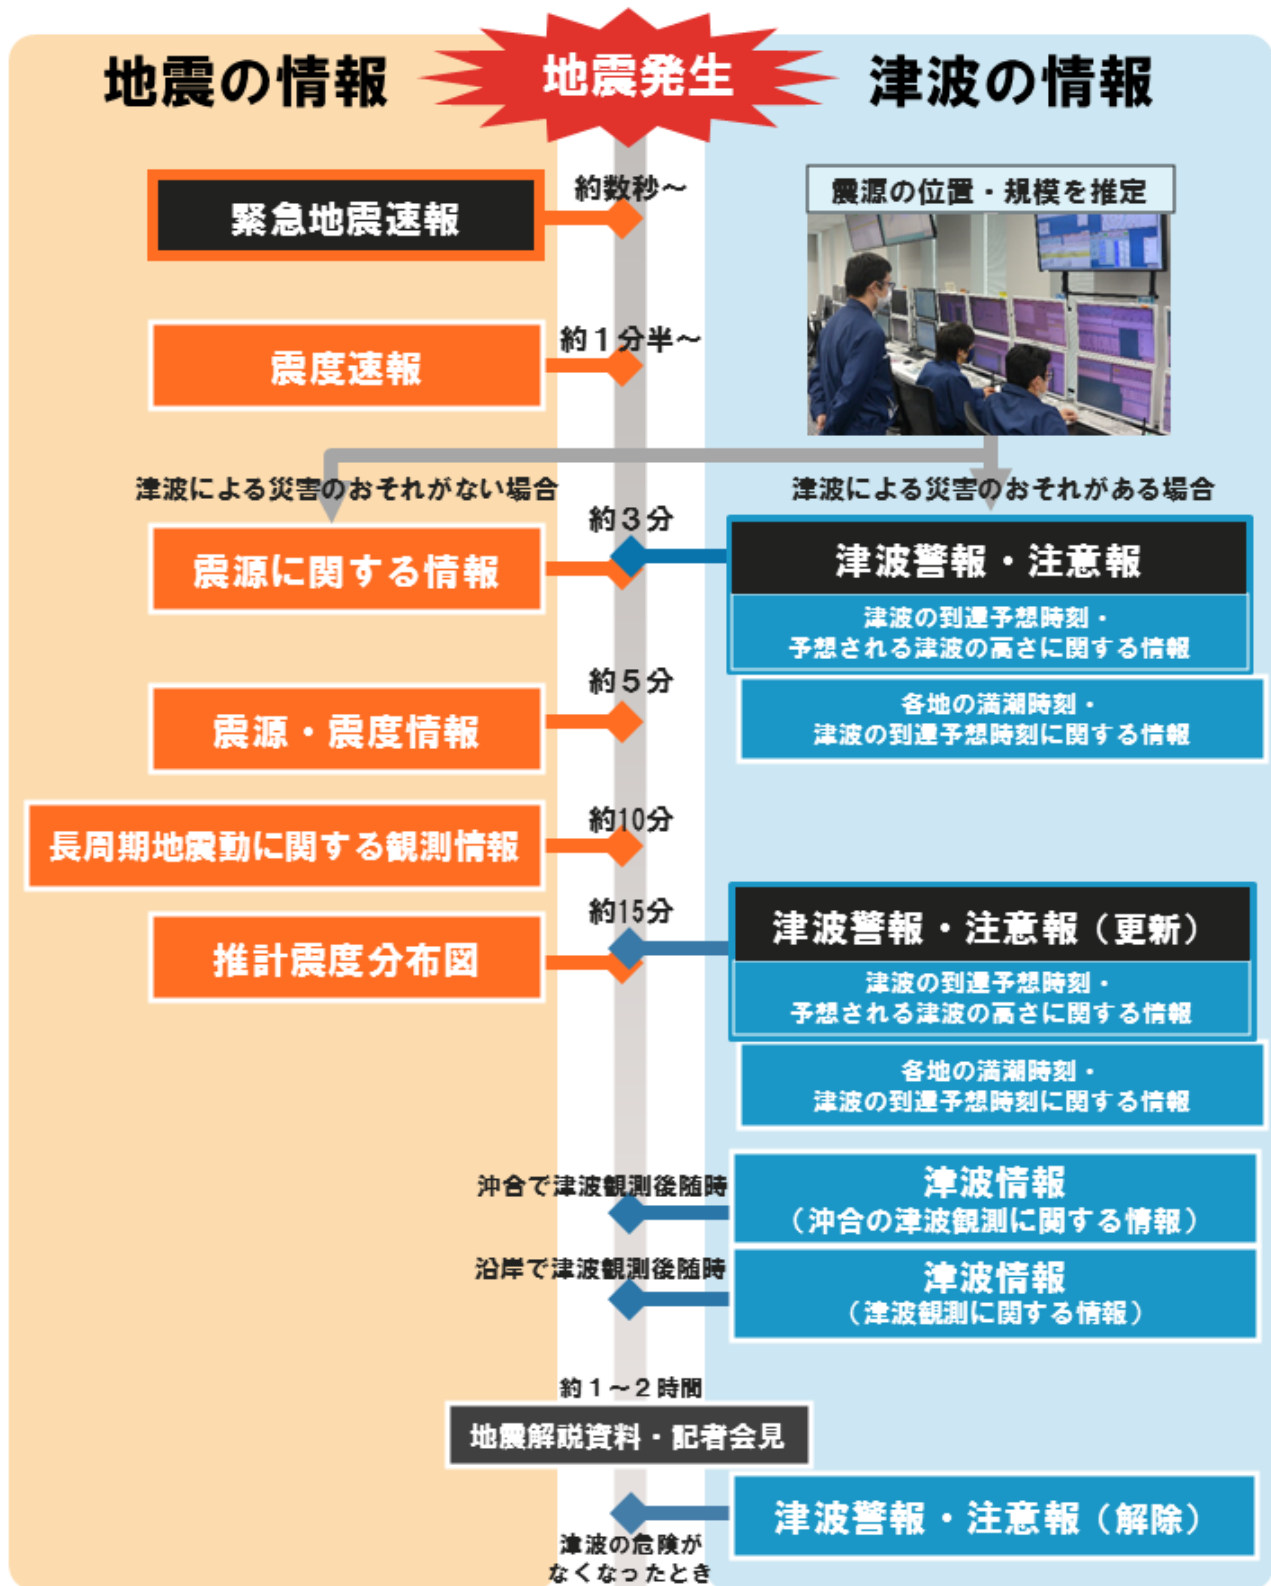 地震の情報
地震発生
津波の情報
緊急地震速報
約数秒～
震源の位置・規模を推定
震度速報
約１分半～
津波による災害のおそれがない場合
津波による災害のおそれがある場合
震源に関する情報
約３分
津波警報・注意報
津波の到達予想時刻・
予想される津波の高さに関する情報
各地の満潮時刻・
津波の到達予想時刻に関する情報
震源・震度情報
約５分
長周期地震動に関する観測情報
約10分
推計震度分布図
約15分
津波警報・注意報（更新）
津波の到達予想時刻・
予想される津波の高さに関する情報
各地の満潮時刻・
津波の到達予想時刻に関する情報
沖合で津波観測後随時
津波情報
（沖合の津波観測に関する情報）
沿岸で津波観測後随時
津波情報
（津波観測に関する情報）
約１～２時間
地震解説資料・記者会見
津波警報・注意報（解除）
津波の危険が
なくなったとき